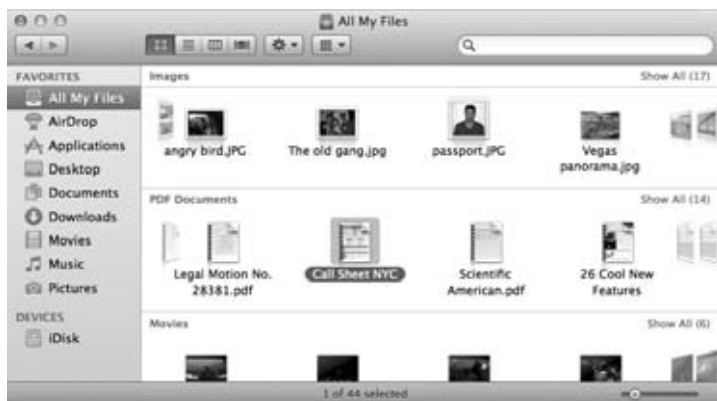 All My Files
FAVORITES
All My Files
AirDrop
Applications
Desktop
Documents
Downloads
Movies
Music
Pictures
DEVICES
iDisk
Images
Show All (17)
angry bird.JPG
The old gang.jpg
passport.JPG
Vegas
panorama.jpg
PDF Documents
Show All (14)
Legal Motion No.
28381.pdf
Call Sheet NYC
Scientific
American.pdf
26 Cool New
Features
Movies
Show All (6)
1 of 44 selected